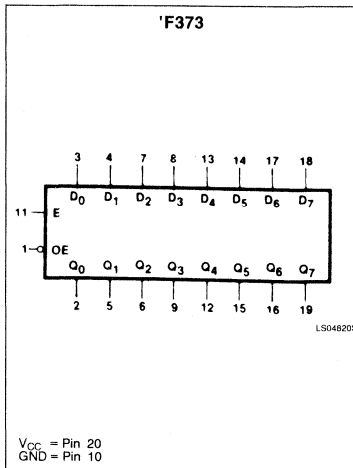 'F373
3 4 7 8 13 14 17 18
D0 D1 D2 D3 D4 D5 D6 D7
11 E
1 OE
Q0 Q1 Q2 Q3 Q4 Q5 Q6 Q7
2 5 6 9 12 15 16 19
LS04820S
VCC = Pin 20
GND = Pin 10